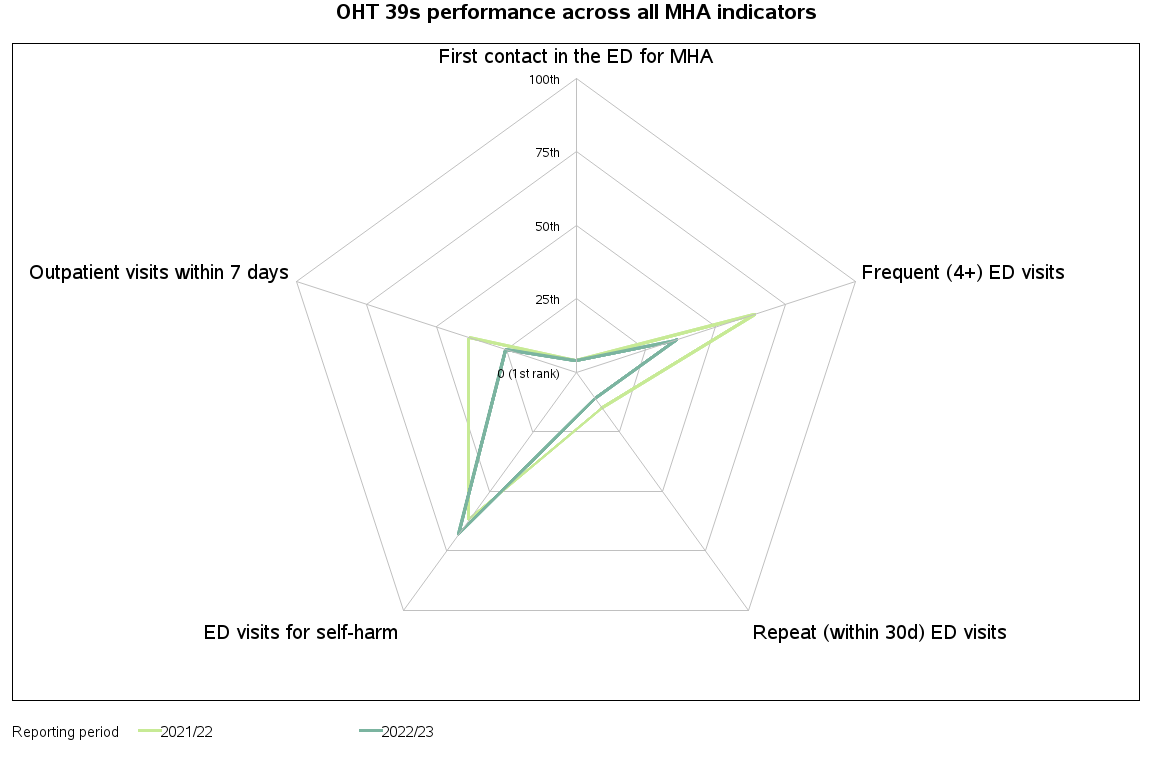 OHT 39s performance across all MHA indicators
First contact in the ED for MHA
100th
75th
50th
25th
0 (1st rank)
Outpatient visits within 7 days
Frequent (4+) ED visits
ED visits for self-harm
Repeat (within 30d) ED visits
Reporting period 2021/22 2022/23